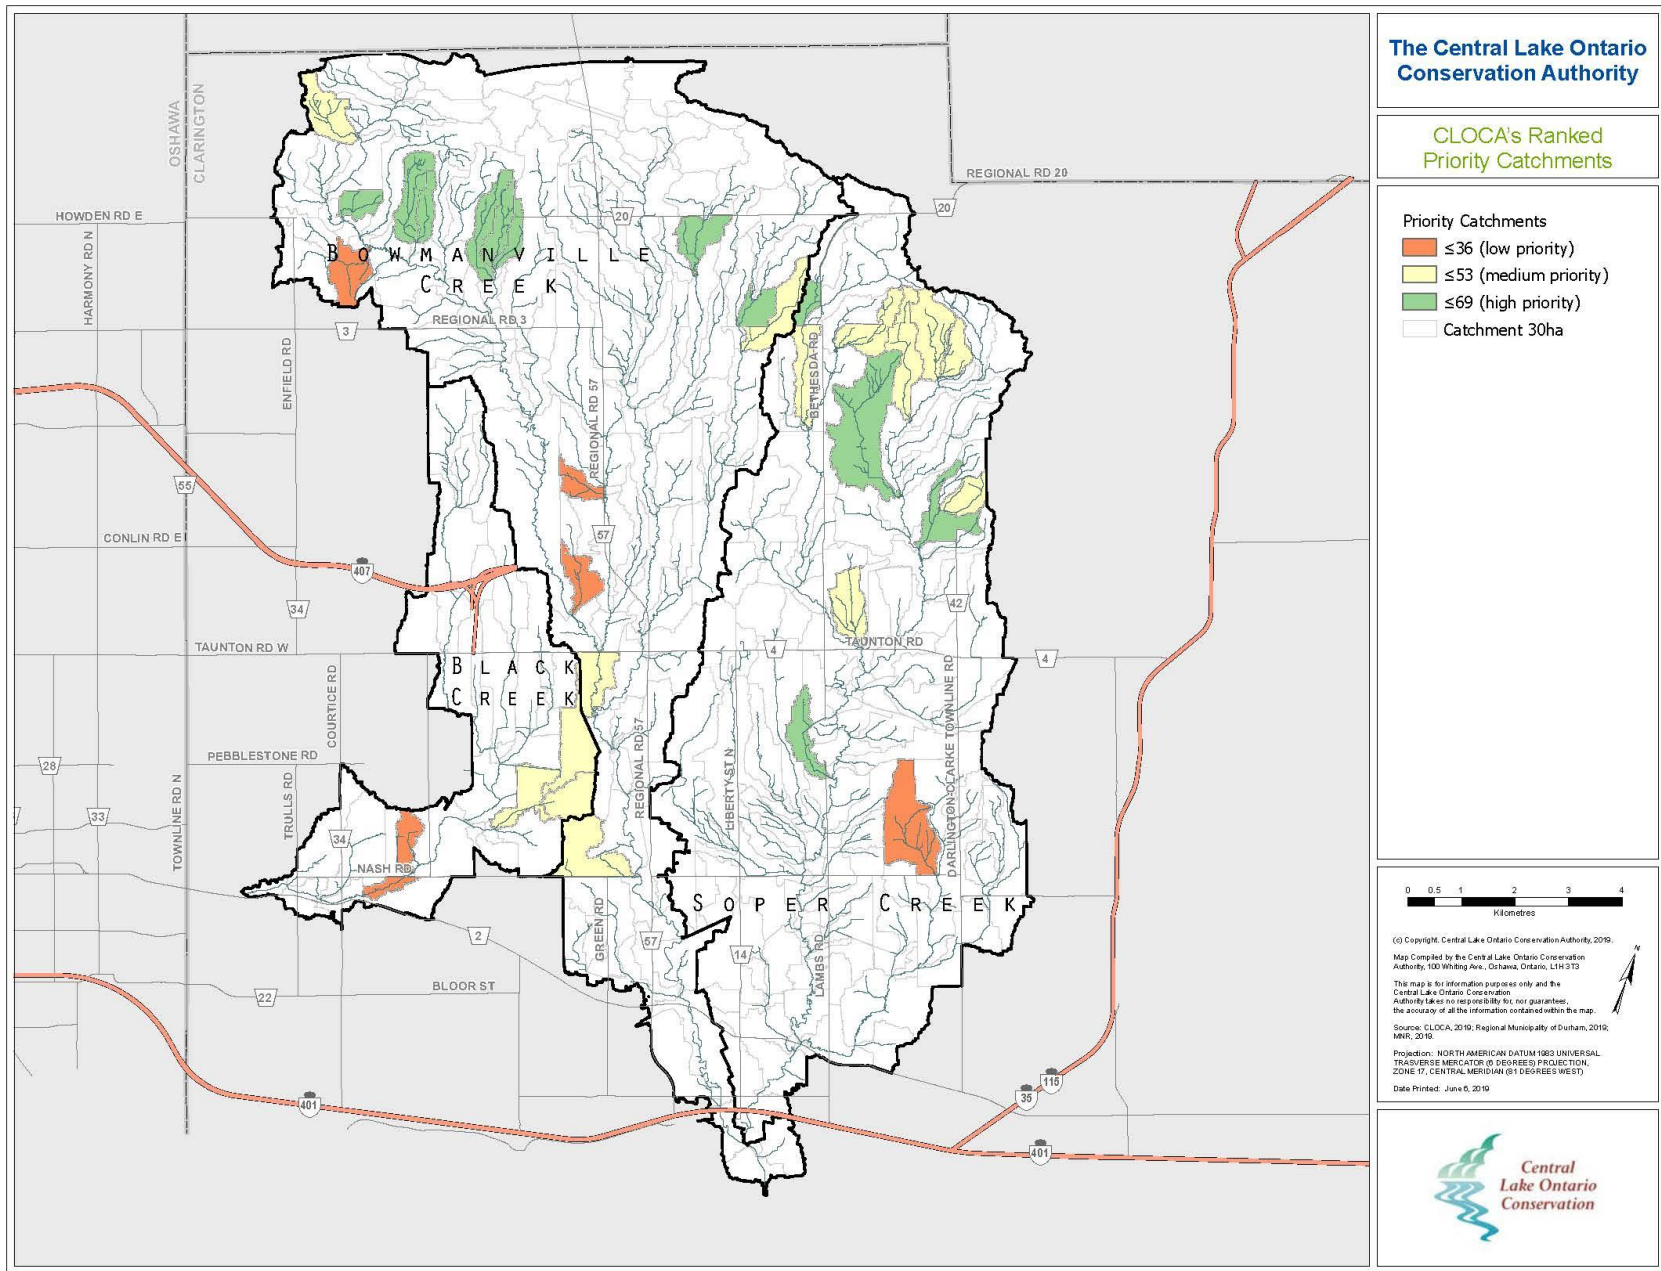 The Central Lake Ontario
Conservation Authority
CLOCA's Ranked
Priority Catchments
Priority Catchments
≤36 (low priority)
≤53 (medium priority)
≤69 (high priority)
Catchment 30ha
OSHAWA
CLARINGTON
REGIONAL RD 20
HOWDEN RD E
20
20
HARMONY RD N
BOWMANVILLE
CREEK
REGIONAL RD 3
3
ENFIELD RD
BETHESDA RD
REGIONAL RD 57
55
57
CONLIN RD E
407
34
42
TAUNTON RD W
TAUNTON RD
4
4
BLACK
CREEK
COURTICE RD
DARLINGTON-CLARKE TOWNLINE RD
REGIONAL RD 57
LIBERTY ST N
PEBBLESTONE RD
28
TRULLS RD
TOWNLINE RD N
33
34
NASH RD
SOPER CREEK
GREEN RD
2
57
14
LAMBS RD
BLOOR ST
22
401
35
115
401
0 0.5 1 2 3 4
Kilometres
N
(c) Copyright. Central Lake Ontario Conservation Authority, 2019.
Map Compiled by the Central Lake Ontario Conservation
Authority, 100 Whiting Ave., Oshawa, Ontario, L1H 3T3
This map is for information purposes only and the
Central Lake Ontario Conservation
Authority takes no responsibility for, nor guarantees,
the accuracy of all the information contained within the map.
Source: CLOCA, 2019; Regional Municipality of Durham, 2019;
MNR, 2019.
Projection: NORTH AMERICAN DATUM 1983 UNIVERSAL
TRASVERSE MERCATOR (6 DEGREES) PROJECTION,
ZONE 17, CENTRAL MERIDIAN (81 DEGREES WEST)
Date Printed: June 6, 2019
Central
Lake Ontario
Conservation